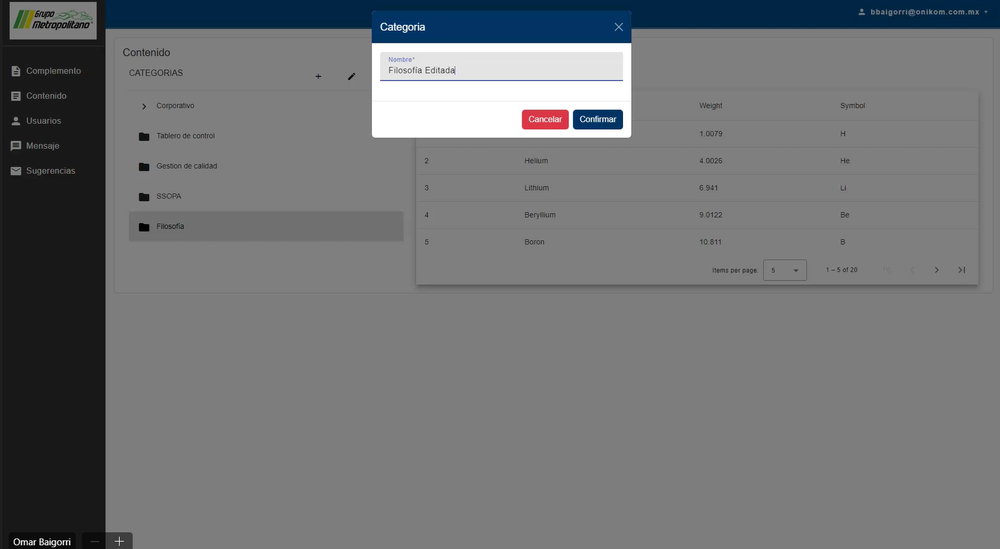 Grupo
Metropolitano
bbaigorri@onikom.com.mx
Categoria
Nombre*
Filosofía Editada
Cancelar
Confirmar
Complemento
Contenido
Usuarios
Mensaje
Sugerencias
Contenido
CATEGORIAS
Corporativo
Tablero de control
Gestion de calidad
SSOPA
Filosofía
Weight Symbol
1.0079 H
2 Helium 4.0026 He
3 Lithium 6.941 Li
4 Beryllium 9.0122 Be
5 Boron 10.811 B
Items per page: 5 1 – 5 of 20
Omar Baigorri